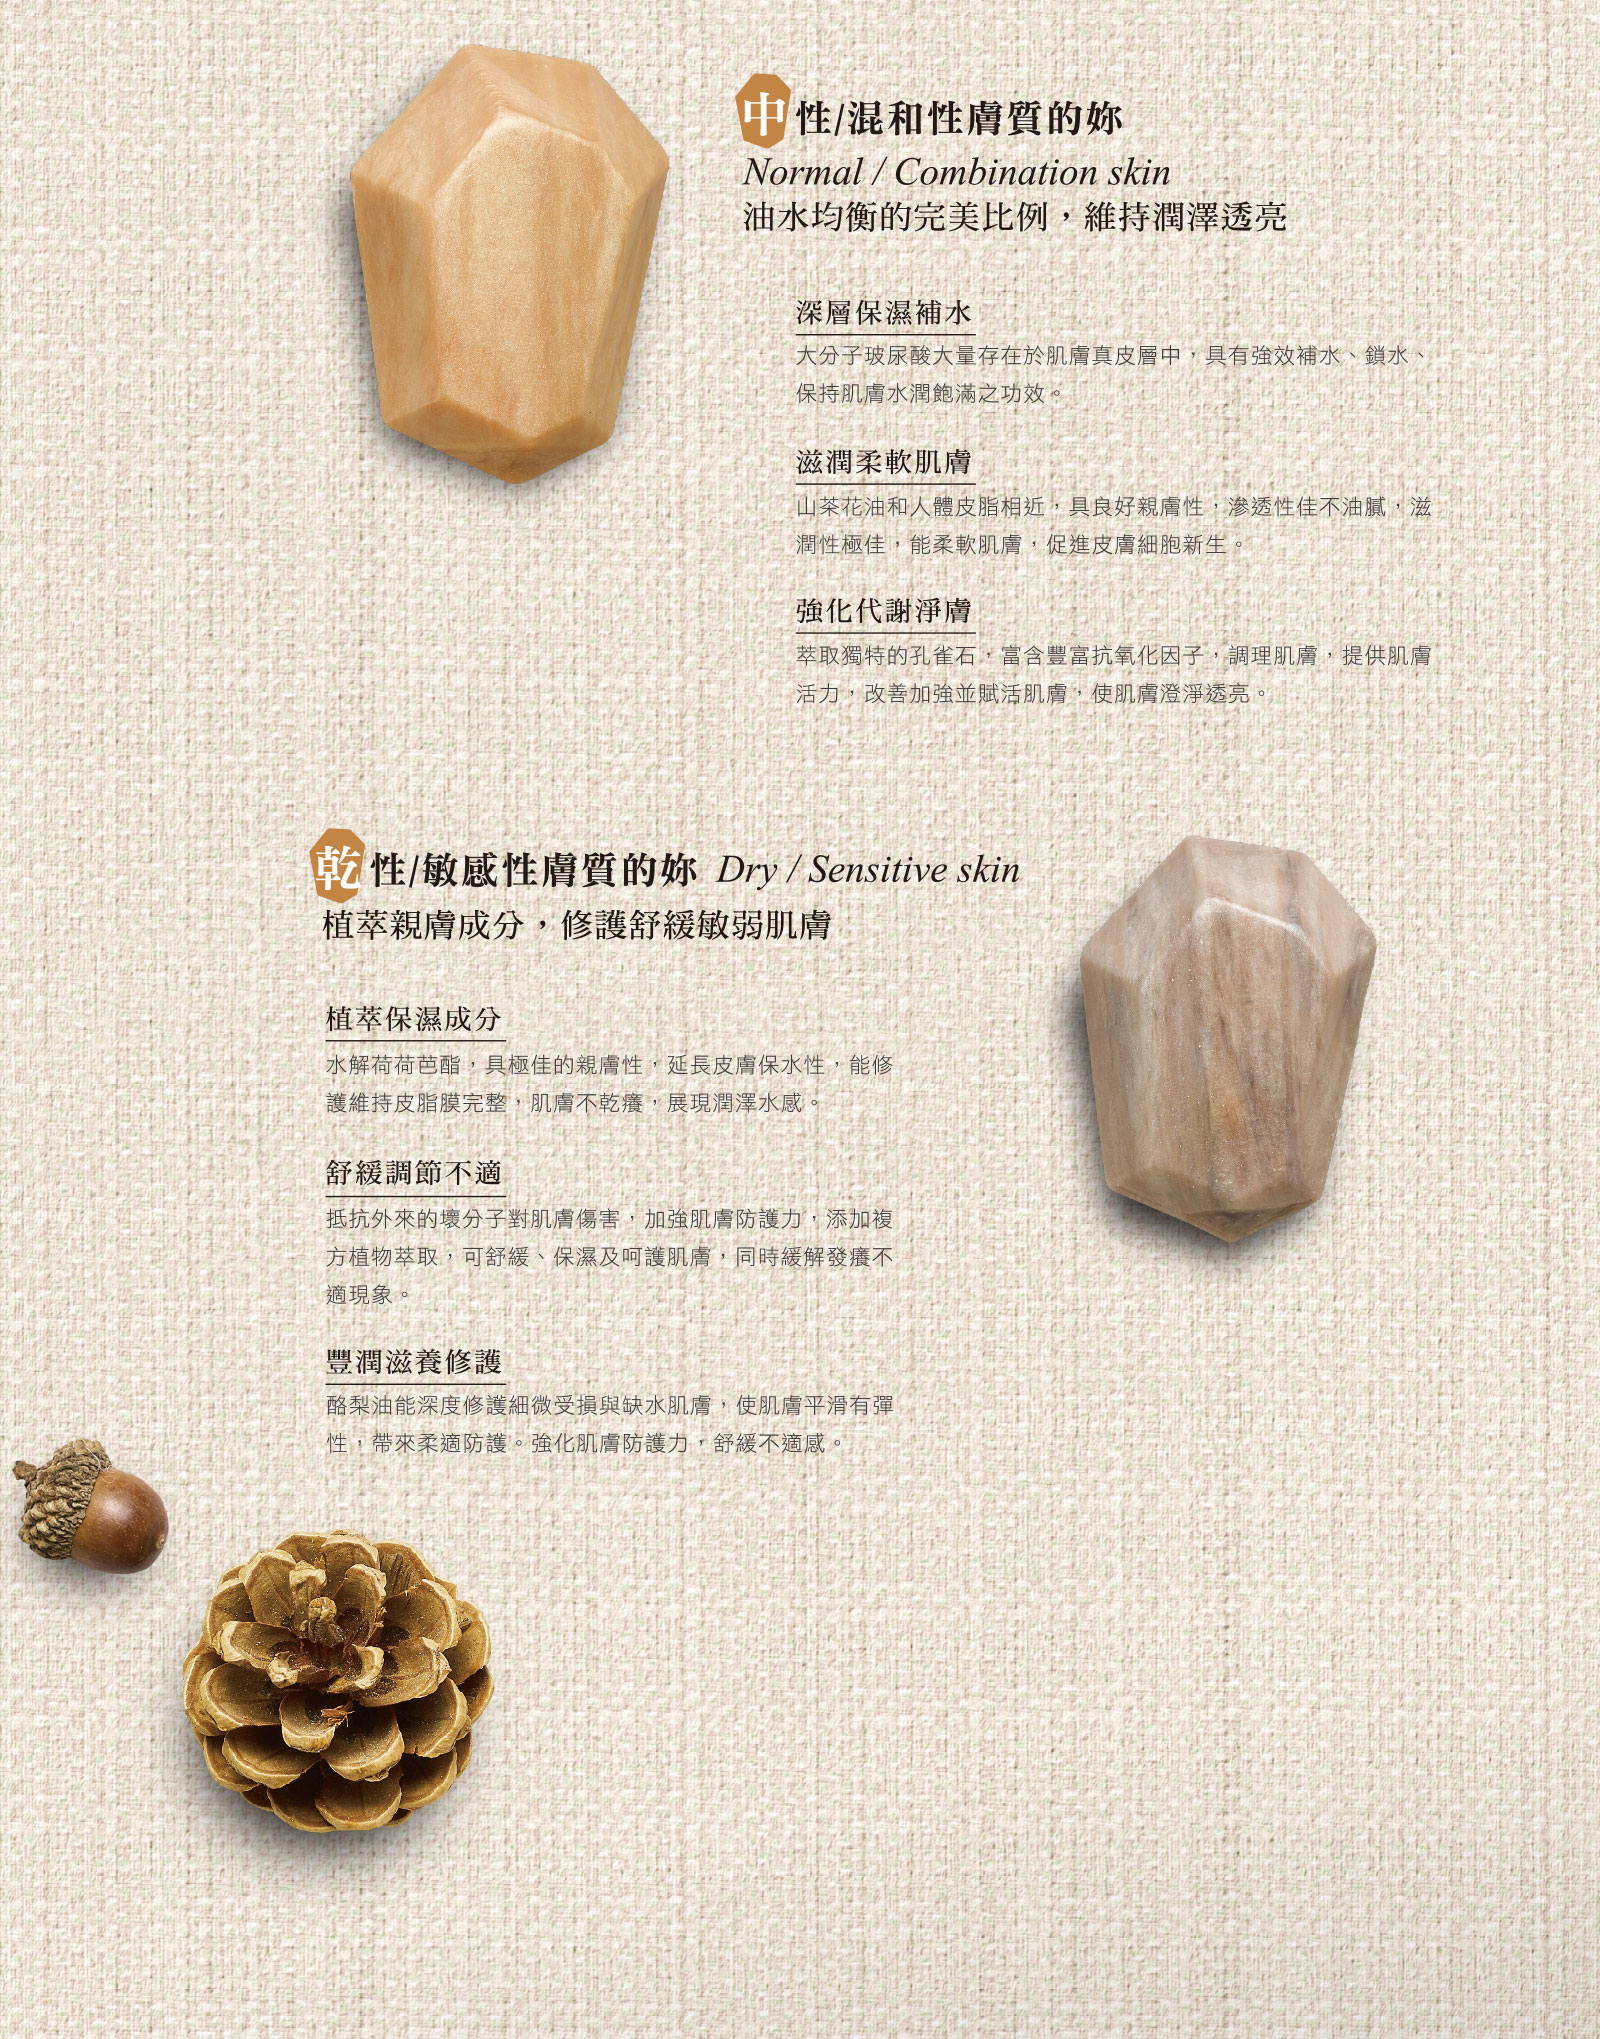 中性/混和性膚質的妳
Normal / Combination skin
油水均衡的完美比例，維持潤澤透亮
深層保濕補水
大分子玻尿酸大量存在於肌膚真皮層中，具有強效補水、鎖水、
保持肌膚水潤飽滿之功效。
滋潤柔軟肌膚
山茶花油和人體皮脂相近，具良好親膚性，滲透性佳不油膩，滋
潤性極佳，能柔軟肌膚，促進皮膚細胞新生。
強化代謝淨膚
萃取獨特的孔雀石，富含豐富抗氧化因子，調理肌膚，提供肌膚
活力，改善加強並賦活肌膚，使肌膚澄淨透亮。
乾性/敏感性膚質的妳 Dry / Sensitive skin
植萃親膚成分，修護舒緩敏弱肌膚
植萃保濕成分
水解荷荷芭酯，具極佳的親膚性，延長皮膚保水性，能修
護維持皮脂膜完整，肌膚不乾癢，展現潤澤水感。
舒緩調節不適
抵抗外來的壞分子對肌膚傷害，加強肌膚防護力，添加複
方植物萃取，可舒緩、保濕及呵護肌膚，同時緩解發癢不
適現象。
豐潤滋養修護
酪梨油能深度修護細微受損與缺水肌膚，使肌膚平滑有彈
性，帶來柔適防護。強化肌膚防護力，舒緩不適感。